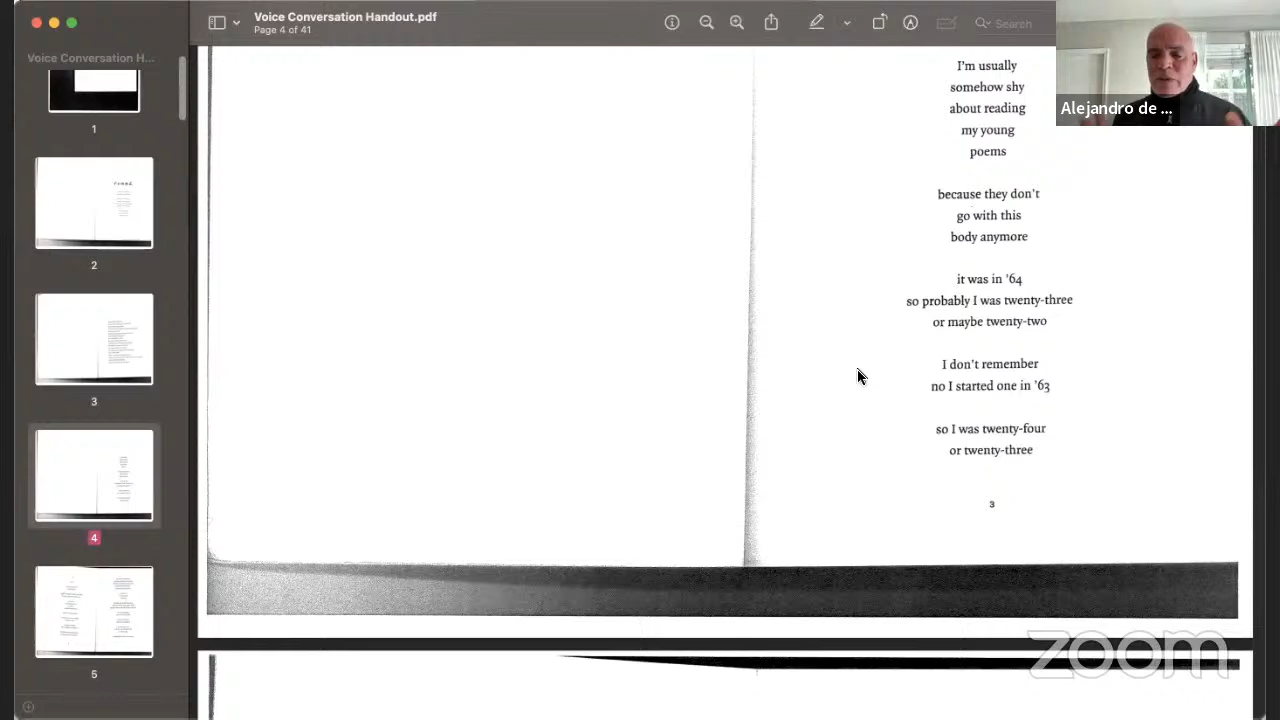 Voice Conversation Handout.pdf
Page 4 of 41
Search
Voice Conversation H...
1
2
3
4
5
I'm usually
somehow shy
about reading
my young
poems
because they don't
go with this
body anymore
it was in '64
so probably I was twenty-three
or maybe twenty-two
I don't remember
no I started one in '63
so I was twenty-four
or twenty-three
3
Alejandro de ...
zoom